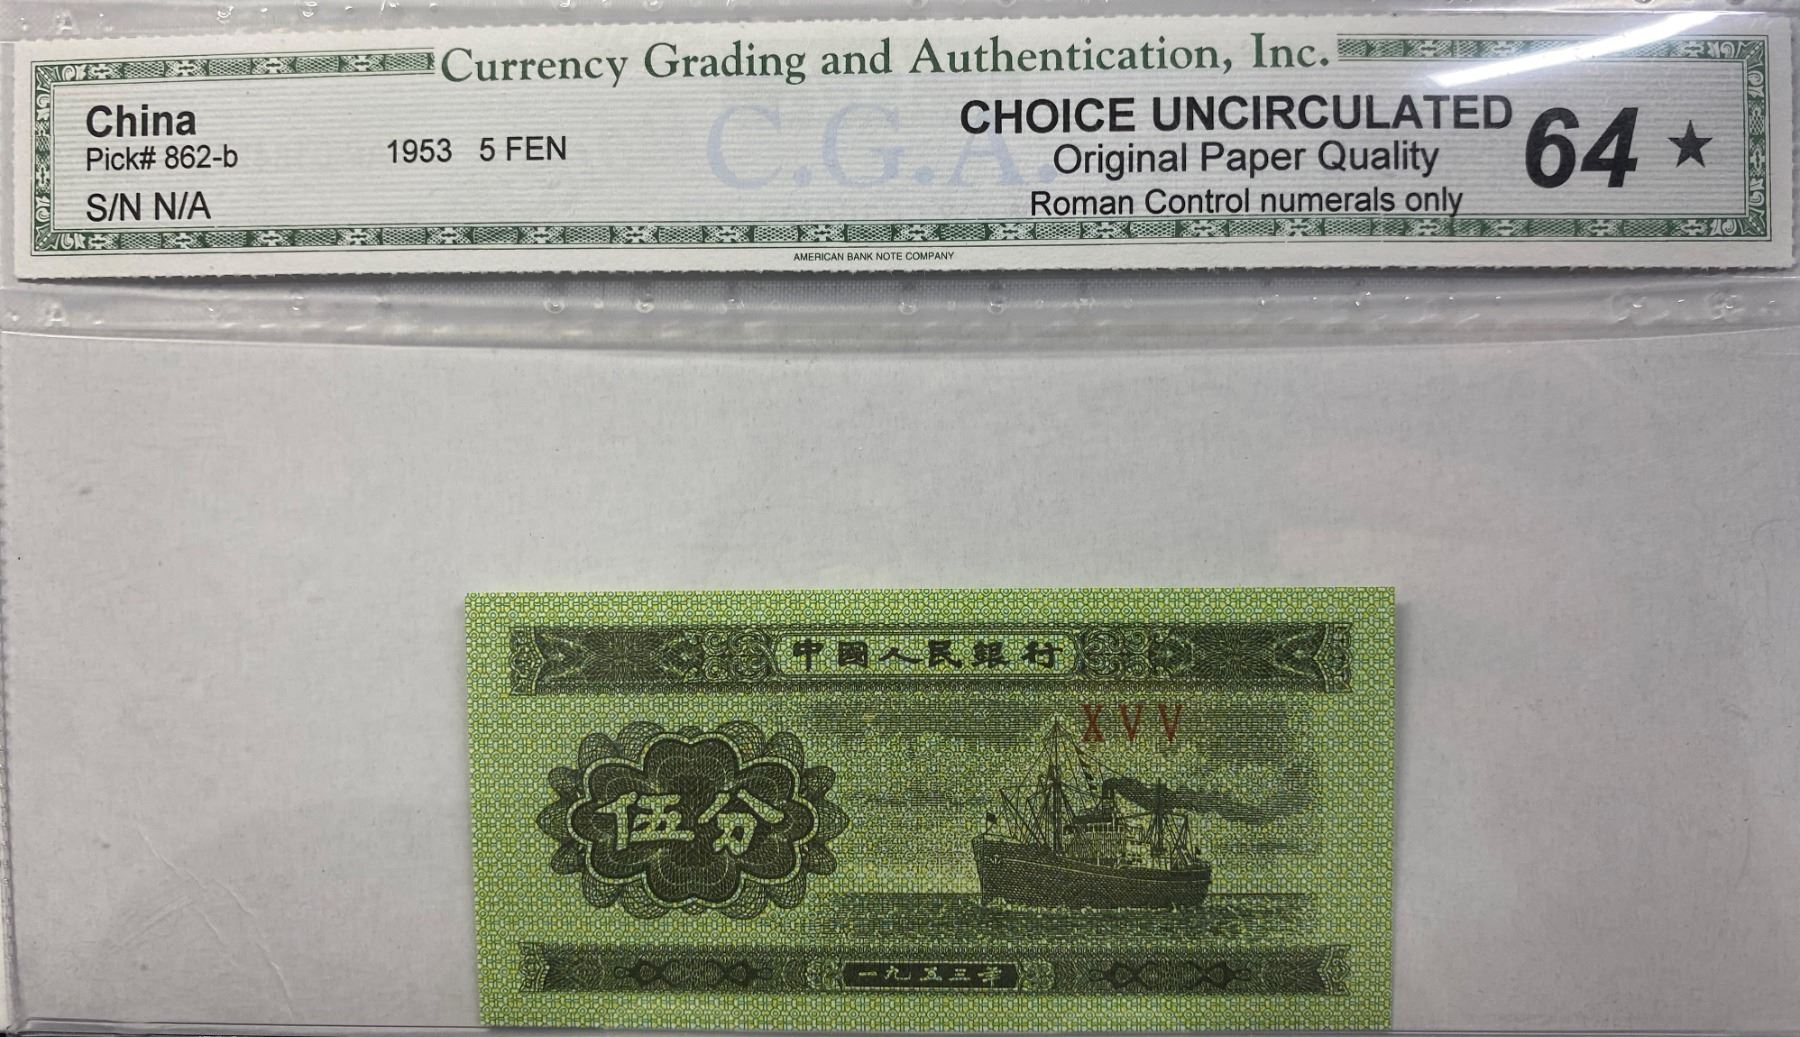 Currency Grading and Authentication, Inc.
C.G.A.
China
Pick# 862-b
S/N N/A
1953 5 FEN
CHOICE UNCIRCULATED
Original Paper Quality
Roman Control numerals only
64 ★
AMERICAN BANK NOTE COMPANY
中國人民銀行
X V V
伍分
一九五三年